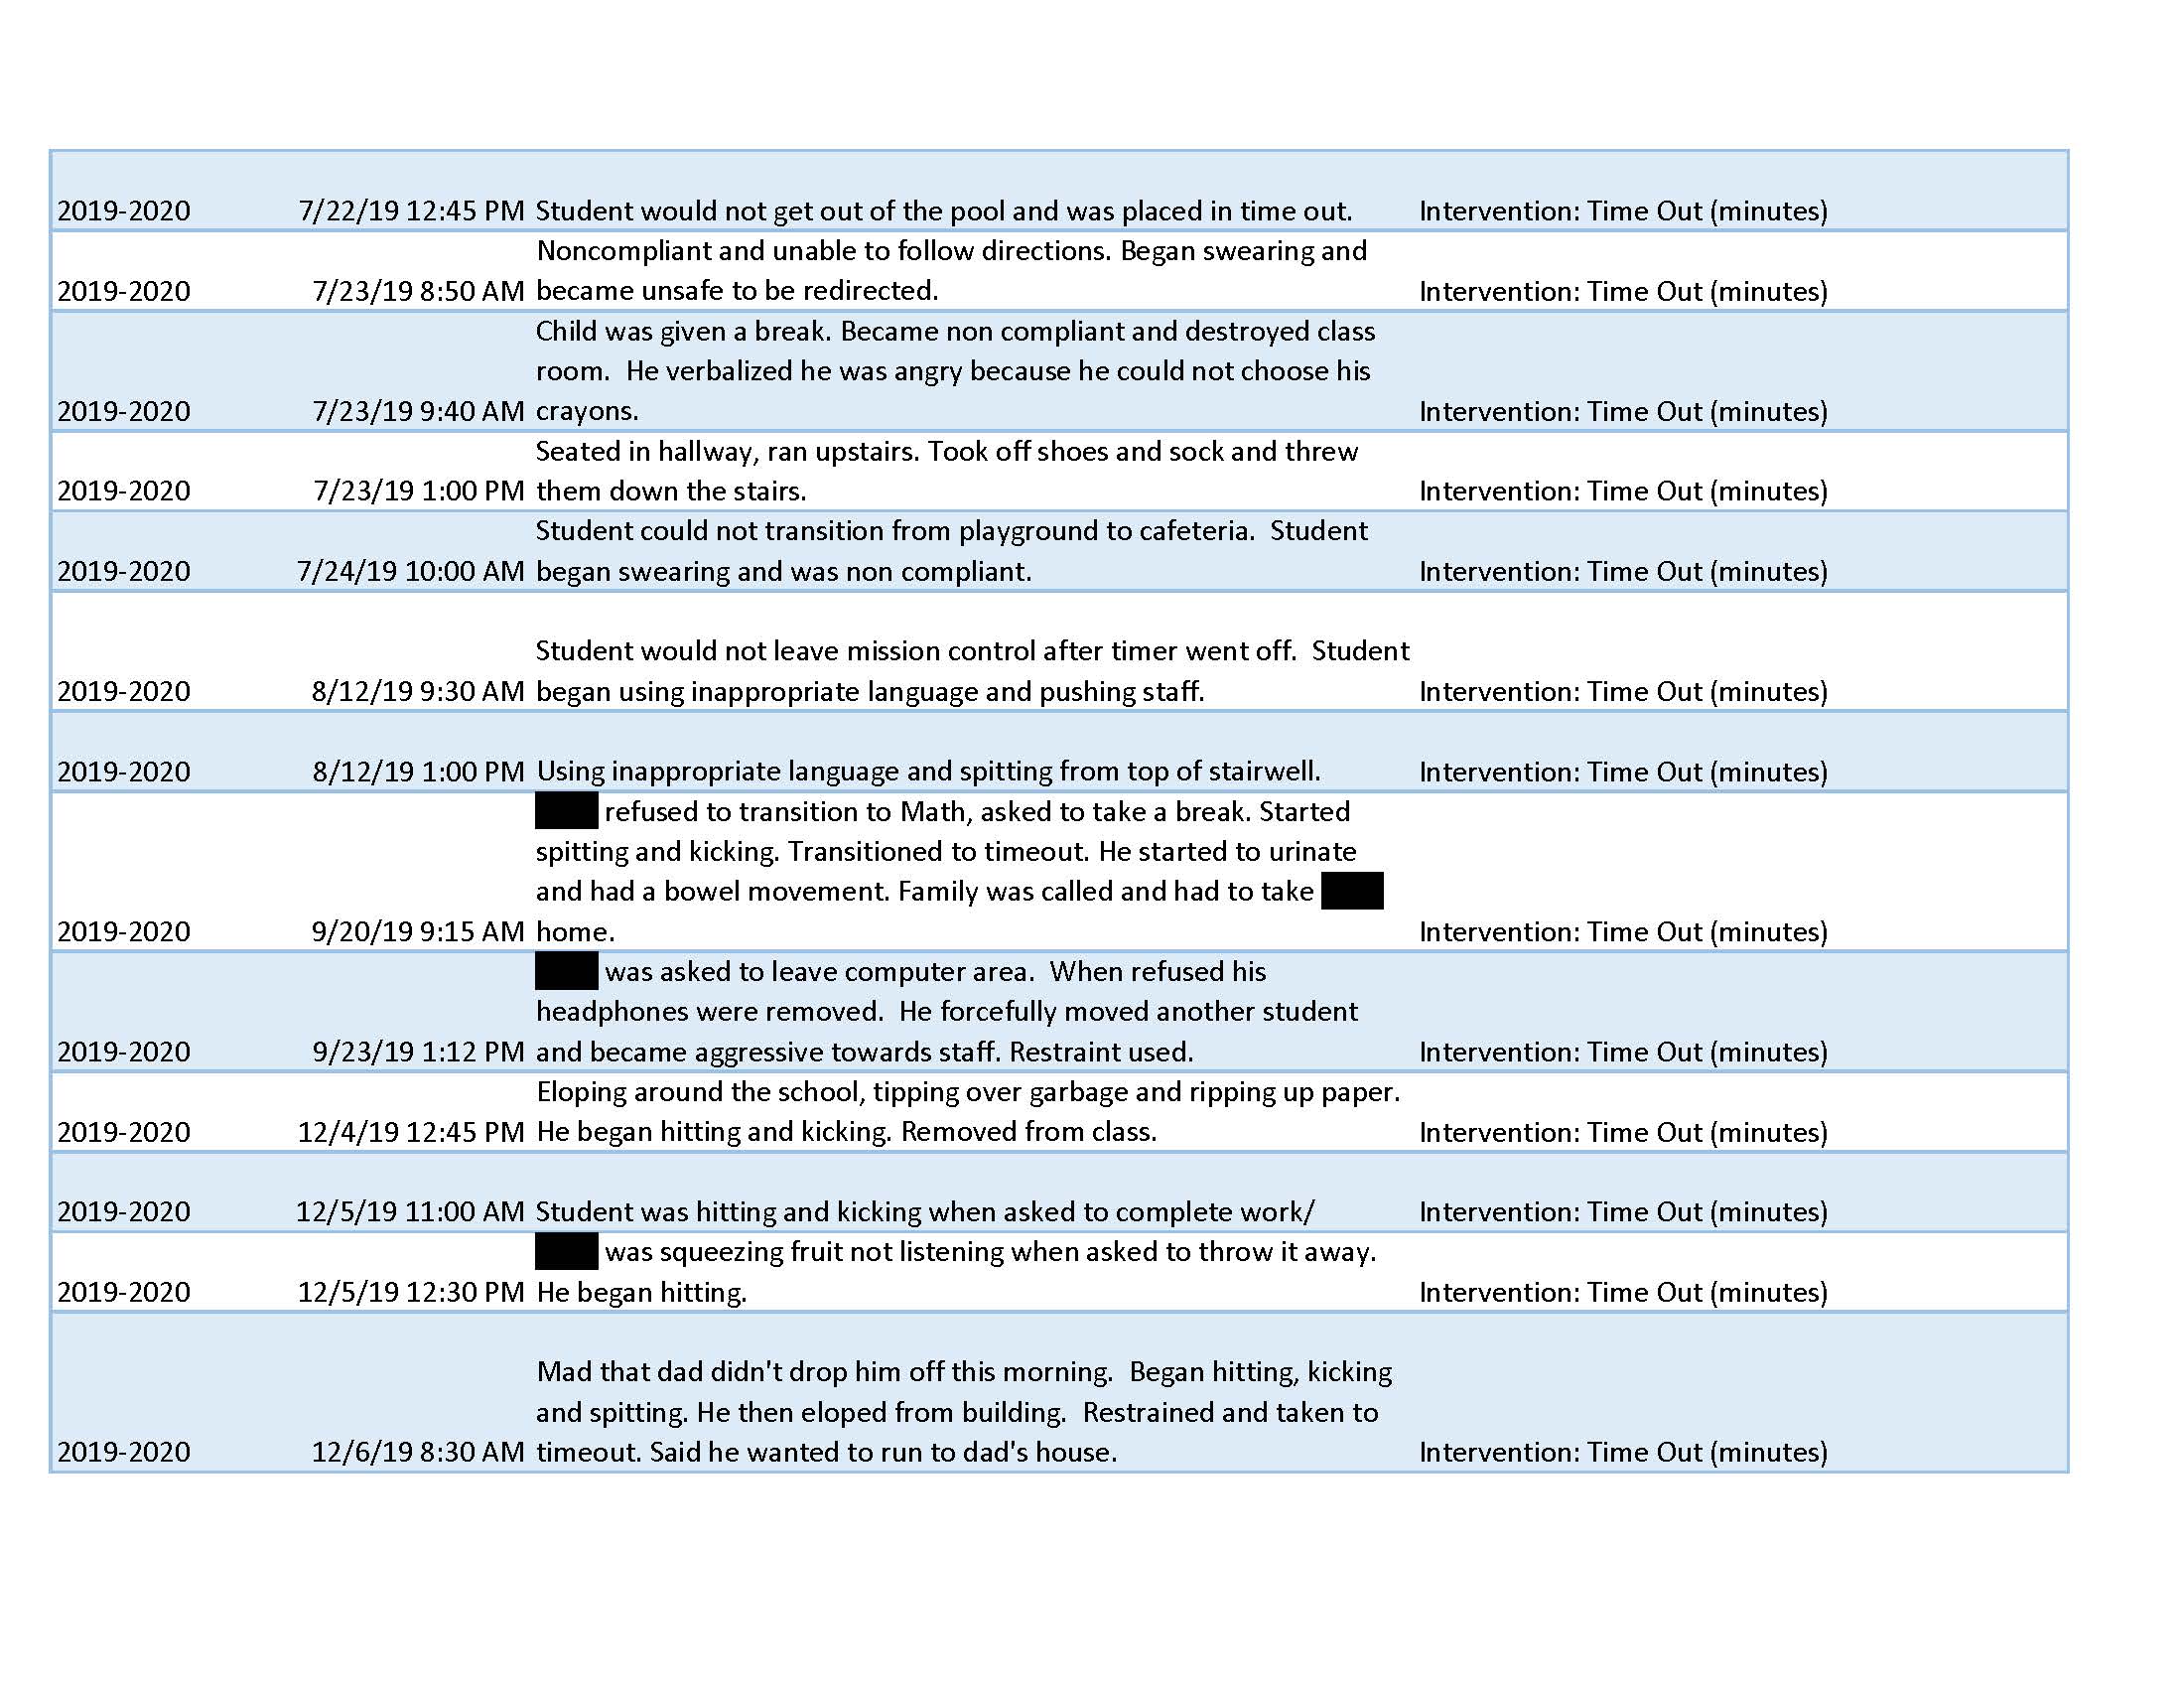 2019-2020 7/22/19 12:45 PM Student would not get out of the pool and was placed in time out. Intervention: Time Out (minutes)
Noncompliant and unable to follow directions. Began swearing and
2019-2020 7/23/19 8:50 AM became unsafe to be redirected. Intervention: Time Out (minutes)
Child was given a break. Became non compliant and destroyed class
room.  He verbalized he was angry because he could not choose his
2019-2020 7/23/19 9:40 AM crayons. Intervention: Time Out (minutes)
Seated in hallway, ran upstairs. Took off shoes and sock and threw
2019-2020 7/23/19 1:00 PM them down the stairs. Intervention: Time Out (minutes)
Student could not transition from playground to cafeteria.  Student
2019-2020 7/24/19 10:00 AM began swearing and was non compliant. Intervention: Time Out (minutes)
Student would not leave mission control after timer went off.  Student
2019-2020 8/12/19 9:30 AM began using inappropriate language and pushing staff. Intervention: Time Out (minutes)
2019-2020 8/12/19 1:00 PM Using inappropriate language and spitting from top of stairwell. Intervention: Time Out (minutes)
refused to transition to Math, asked to take a break. Started
spitting and kicking. Transitioned to timeout. He started to urinate
and had a bowel movement. Family was called and had to take
2019-2020 9/20/19 9:15 AM home. Intervention: Time Out (minutes)
was asked to leave computer area.  When refused his
headphones were removed.  He forcefully moved another student
2019-2020 9/23/19 1:12 PM and became aggressive towards staff. Restraint used. Intervention: Time Out (minutes)
Eloping around the school, tipping over garbage and ripping up paper.
2019-2020 12/4/19 12:45 PM He began hitting and kicking. Removed from class. Intervention: Time Out (minutes)
2019-2020 12/5/19 11:00 AM Student was hitting and kicking when asked to complete work/ Intervention: Time Out (minutes)
was squeezing fruit not listening when asked to throw it away.
2019-2020 12/5/19 12:30 PM He began hitting. Intervention: Time Out (minutes)
Mad that dad didn't drop him off this morning.  Began hitting, kicking
and spitting. He then eloped from building.  Restrained and taken to
2019-2020 12/6/19 8:30 AM timeout. Said he wanted to run to dad's house. Intervention: Time Out (minutes)